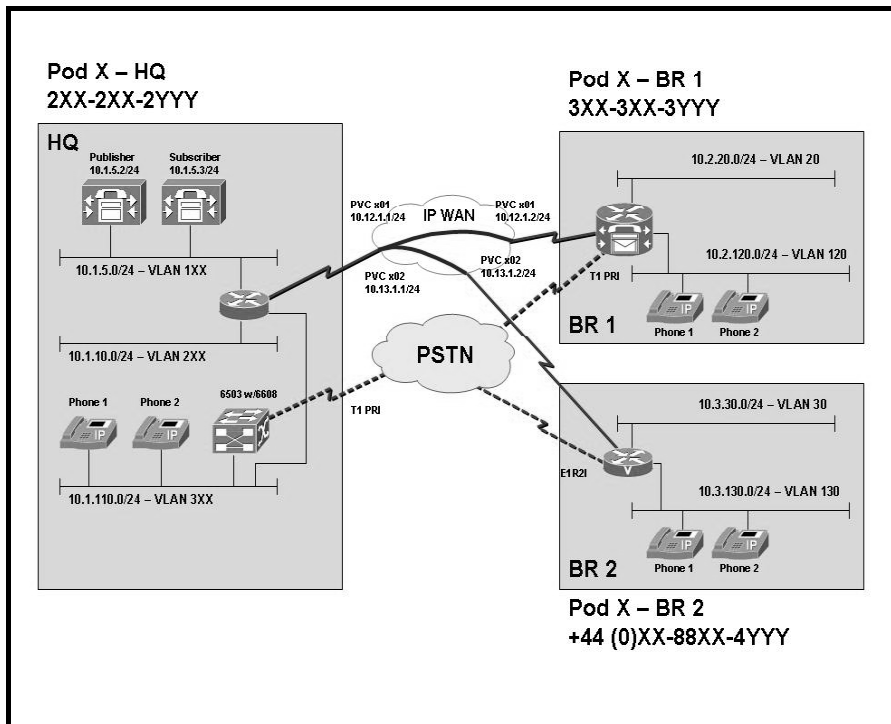 Pod X – HQ
2XX-2XX-2YYY
HQ
Publisher
10.1.5.2/24
Subscriber
10.1.5.3/24
10.1.5.0/24 – VLAN 1XX
10.1.10.0/24 – VLAN 2XX
Phone 1
Phone 2
6503 w/6608
IP
IP
10.1.110.0/24 – VLAN 3XX
PVC x01
10.12.1.1/24
IP WAN
PVC x01
10.12.1.2/24
PVC x02
10.13.1.1/24
PVC x02
10.13.1.2/24
PSTN
T1 PRI
T1 PRI
E1R2I
Pod X – BR 1
3XX-3XX-3YYY
10.2.20.0/24 – VLAN 20
10.2.120.0/24 – VLAN 120
IP
IP
Phone 1
Phone 2
BR 1
10.3.30.0/24 – VLAN 30
V
10.3.130.0/24 – VLAN 130
IP
IP
Phone 1
Phone 2
BR 2
Pod X – BR 2
+44 (0)XX-88XX-4YYY